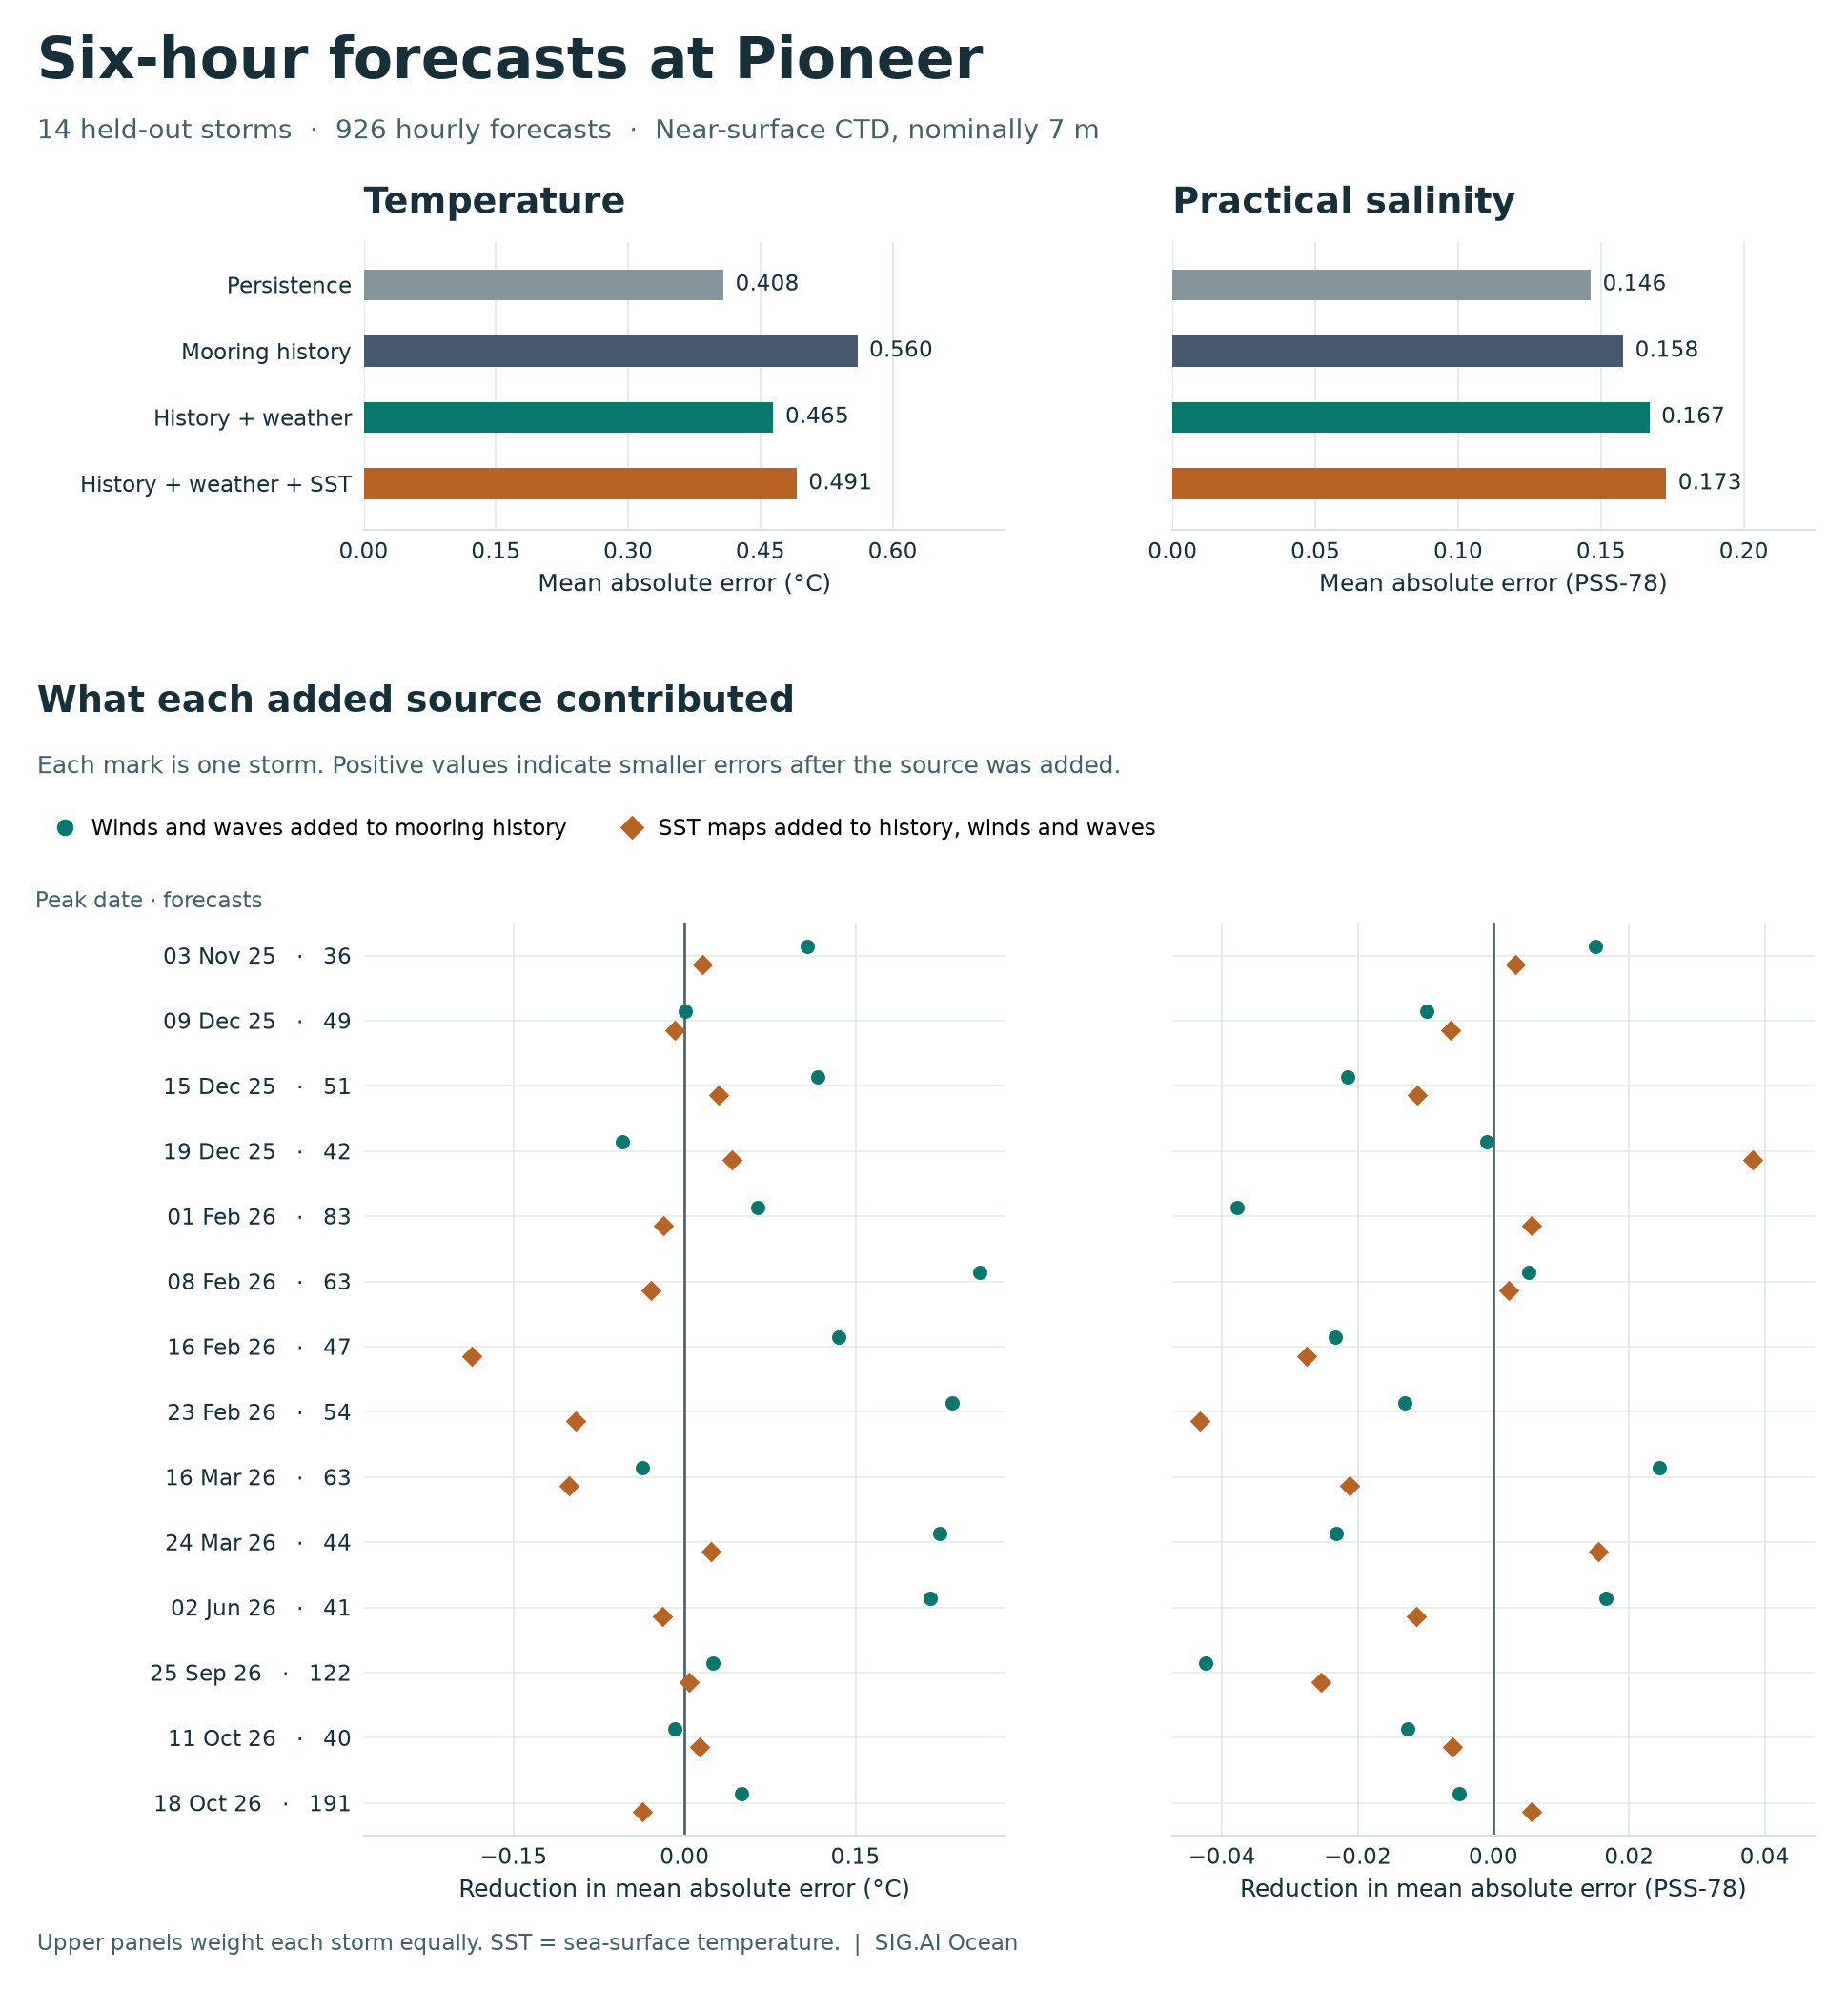 Six-hour forecasts at Pioneer
14 held-out storms · 926 hourly forecasts · Near-surface CTD, nominally 7 m
Temperature
Persistence 0.408
Mooring history 0.560
History + weather 0.465
History + weather + SST 0.491
0.00 0.15 0.30 0.45 0.60
Mean absolute error (°C)
Practical salinity
0.146
0.158
0.167
0.173
0.00 0.05 0.10 0.15 0.20
Mean absolute error (PSS-78)
What each added source contributed
Each mark is one storm. Positive values indicate smaller errors after the source was added.
Winds and waves added to mooring history SST maps added to history, winds and waves
Peak date · forecasts
03 Nov 25 · 36
09 Dec 25 · 49
15 Dec 25 · 51
19 Dec 25 · 42
01 Feb 26 · 83
08 Feb 26 · 63
16 Feb 26 · 47
23 Feb 26 · 54
16 Mar 26 · 63
24 Mar 26 · 44
02 Jun 26 · 41
25 Sep 26 · 122
11 Oct 26 · 40
18 Oct 26 · 191
−0.15 0.00 0.15
Reduction in mean absolute error (°C)
−0.04 −0.02 0.00 0.02 0.04
Reduction in mean absolute error (PSS-78)
Upper panels weight each storm equally. SST = sea-surface temperature. | SIG.AI Ocean